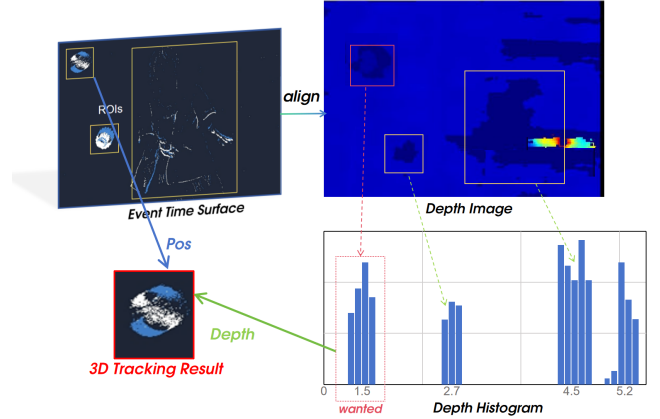 ROIs
align
Event Time Surface
Depth Image
Pos
Depth
3D Tracking Result
0 1.5 2.7 4.5 5.2
wanted
Depth Histogram